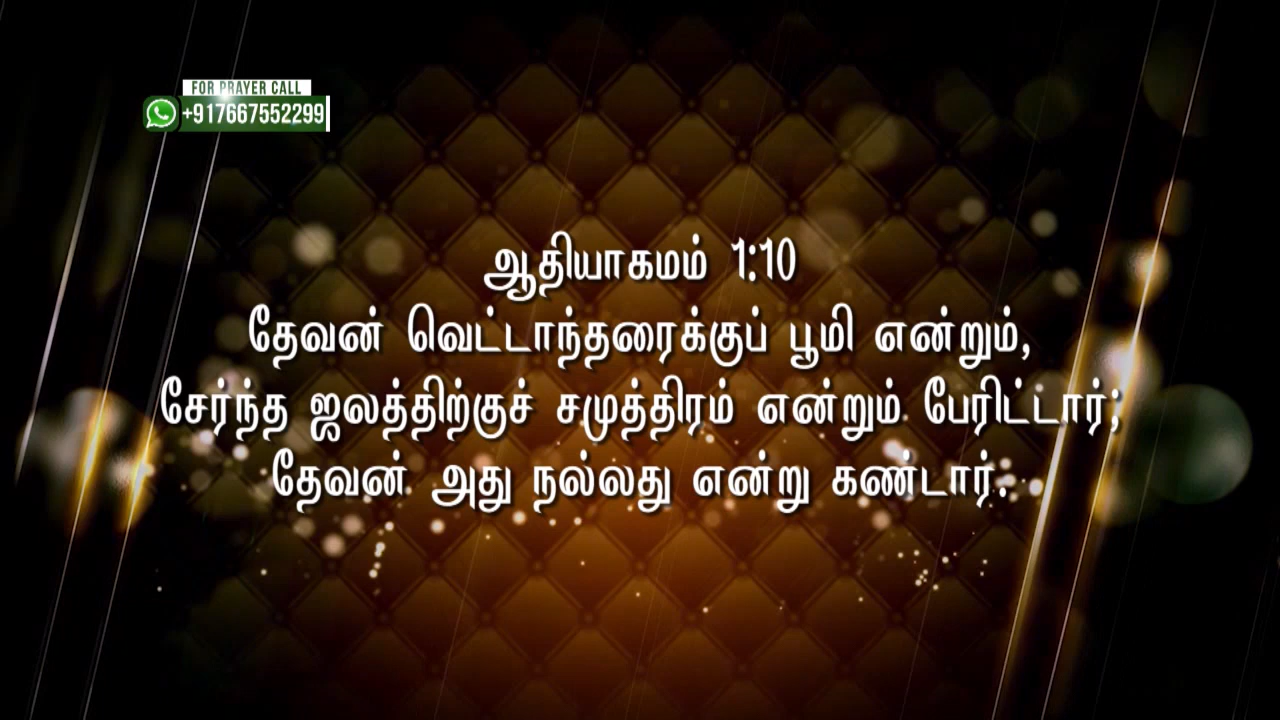 FOR PRAYER CALL
+917667552299
ஆதியாகமம் 1:10
தேவன் வெட்டாந்தரைக்குப் பூமி என்றும்,
சேர்ந்த ஜலத்திற்குச் சமுத்திரம் என்றும் பேரிட்டார்;
தேவன் அது நல்லது என்று கண்டார்.